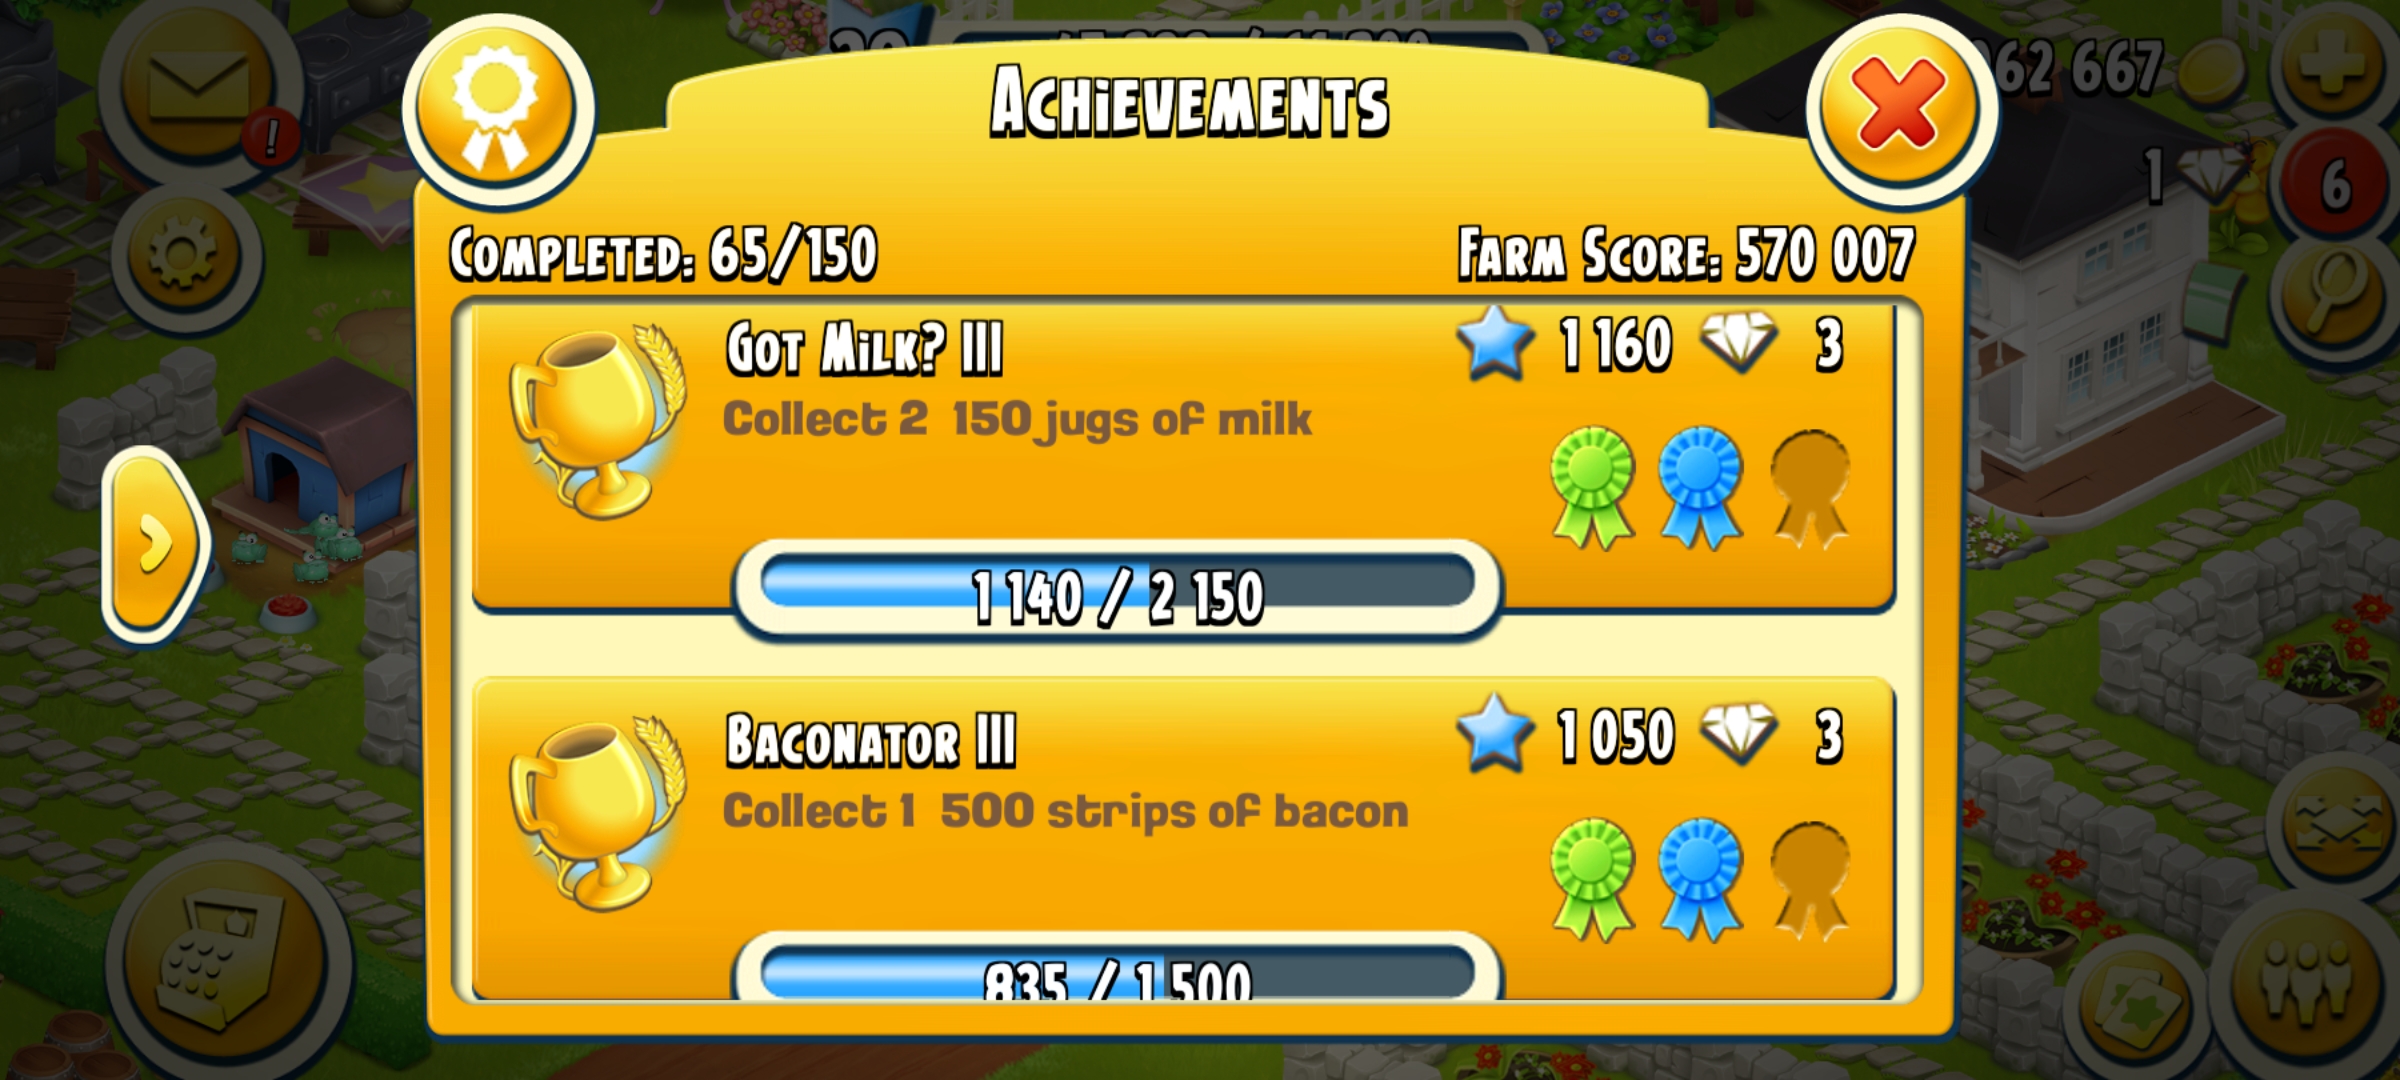 ACHIEVEMENTS
62 667
!
1
6
COMPLETED: 65/150
FARM SCORE: 570 007
GOT MILK? III
1 160
3
Collect 2 150 jugs of milk
1 140 / 2 150
BACONATOR III
1 050
3
Collect 1 500 strips of bacon
835 / 1 500